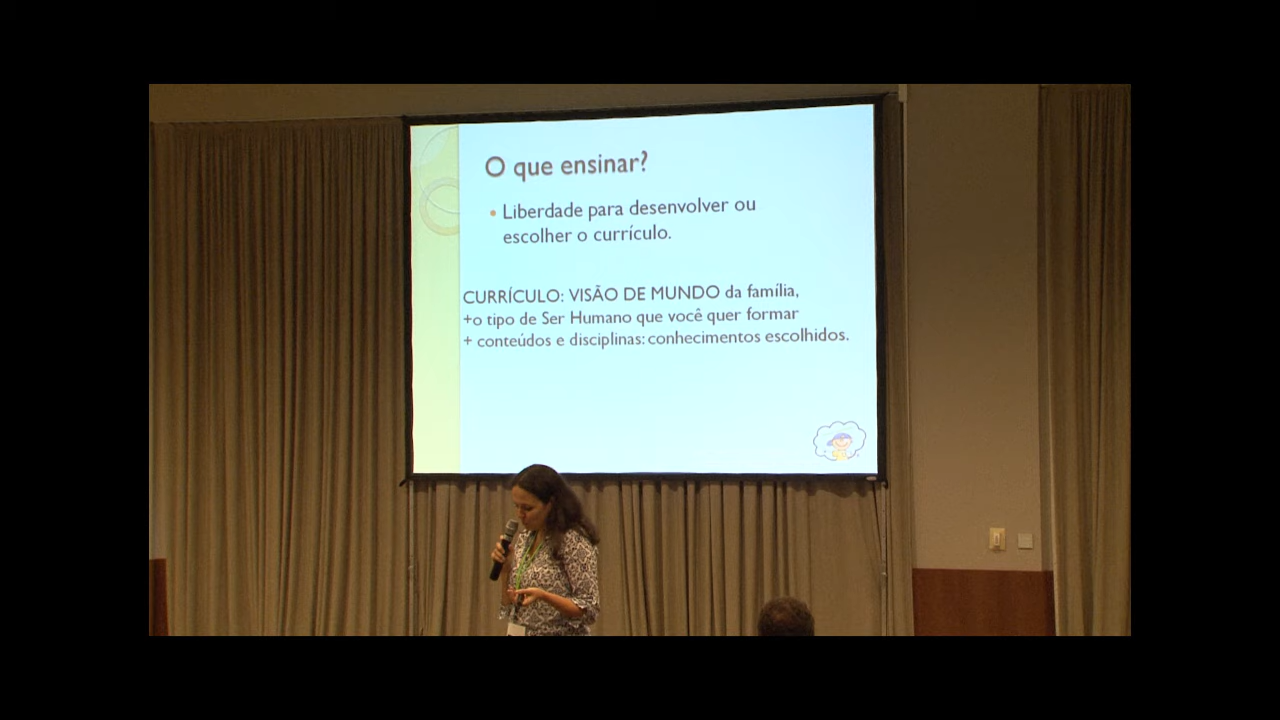 O que ensinar?
• Liberdade para desenvolver ou
escolher o currículo.
CURRÍCULO: VISÃO DE MUNDO da família,
+o tipo de Ser Humano que você quer formar
+ conteúdos e disciplinas: conhecimentos escolhidos.